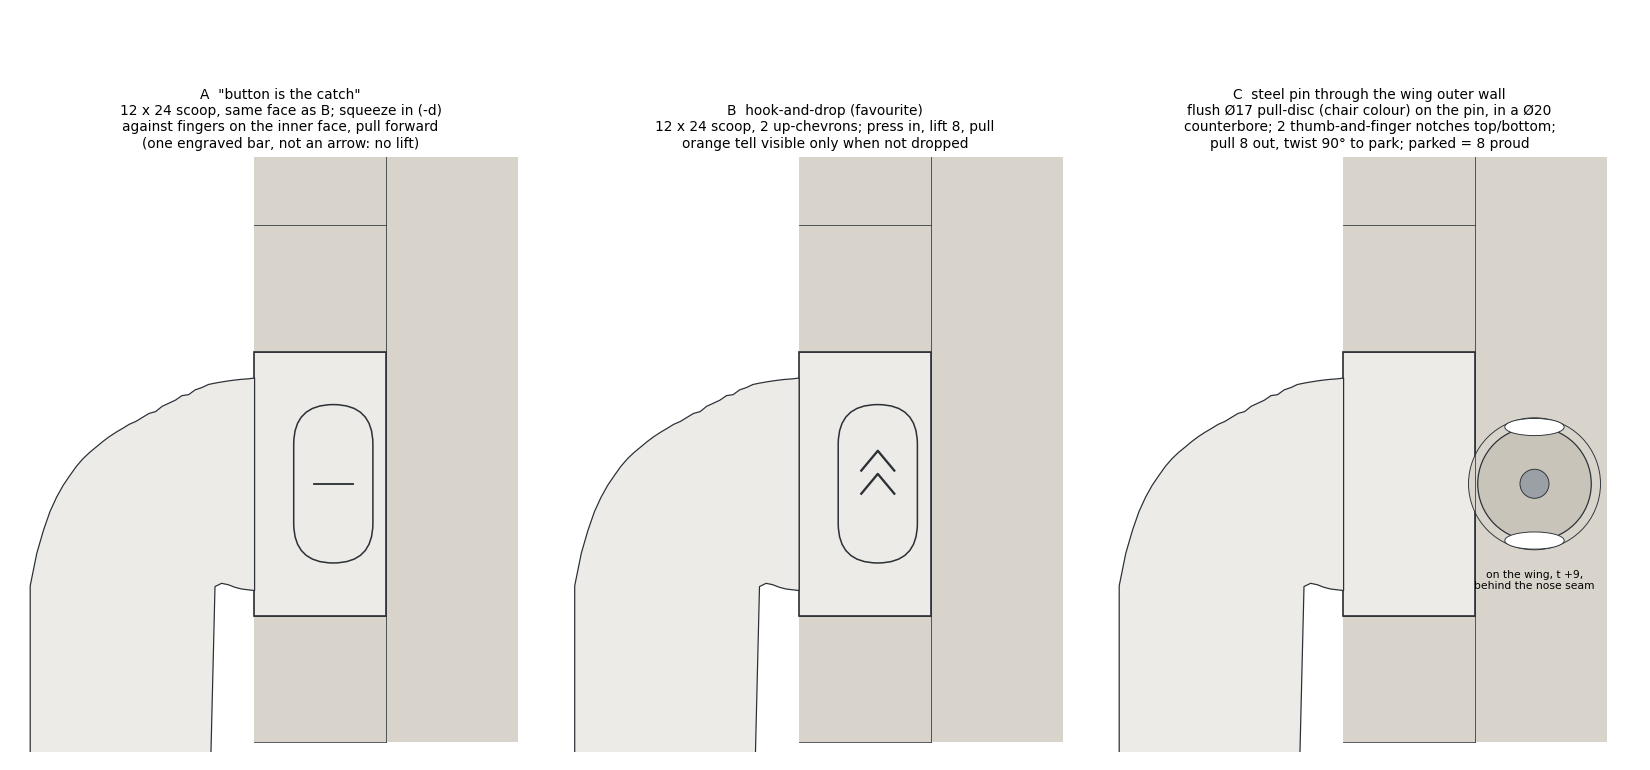 A "button is the catch"
12 x 24 scoop, same face as B; squeeze in (-d)
against fingers on the inner face, pull forward
(one engraved bar, not an arrow: no lift)
B hook-and-drop (favourite)
12 x 24 scoop, 2 up-chevrons; press in, lift 8, pull
orange tell visible only when not dropped
C steel pin through the wing outer wall
flush Ø17 pull-disc (chair colour) on the pin, in a Ø20
counterbore; 2 thumb-and-finger notches top/bottom;
pull 8 out, twist 90° to park; parked = 8 proud
on the wing, t +9,
behind the nose seam